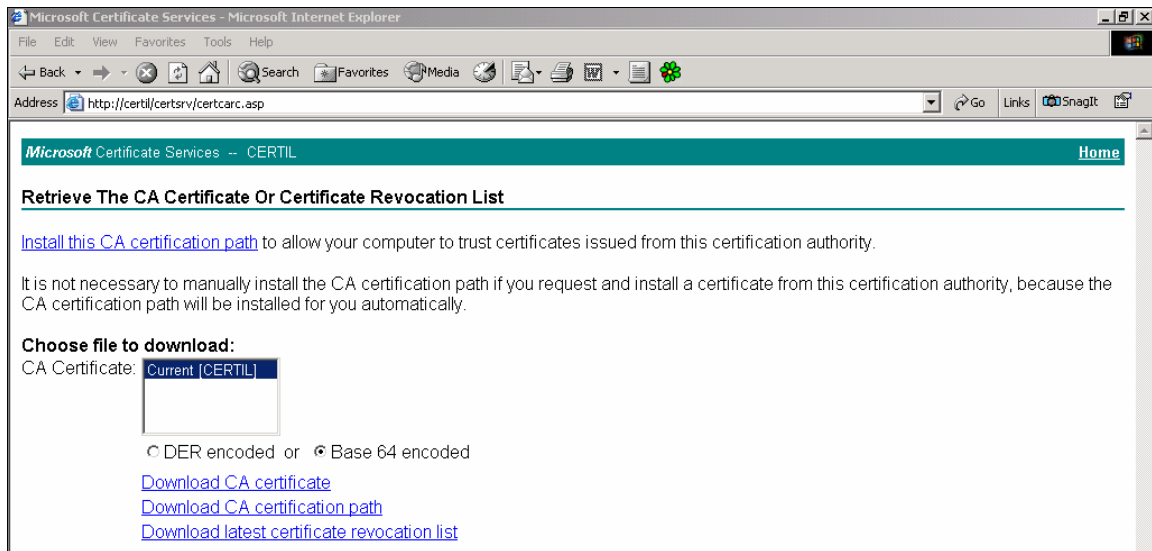 Microsoft Certificate Services - Microsoft Internet Explorer
File Edit View Favorites Tools Help
Back Search Favorites Media
Address http://certil/certsrv/certcarc.asp Go Links SnagIt
Microsoft Certificate Services -- CERTIL Home
Retrieve The CA Certificate Or Certificate Revocation List
Install this CA certification path to allow your computer to trust certificates issued from this certification authority.
It is not necessary to manually install the CA certification path if you request and install a certificate from this certification authority, because the
CA certification path will be installed for you automatically.
Choose file to download:
CA Certificate: Current [CERTIL]
DER encoded or Base 64 encoded
Download CA certificate
Download CA certification path
Download latest certificate revocation list